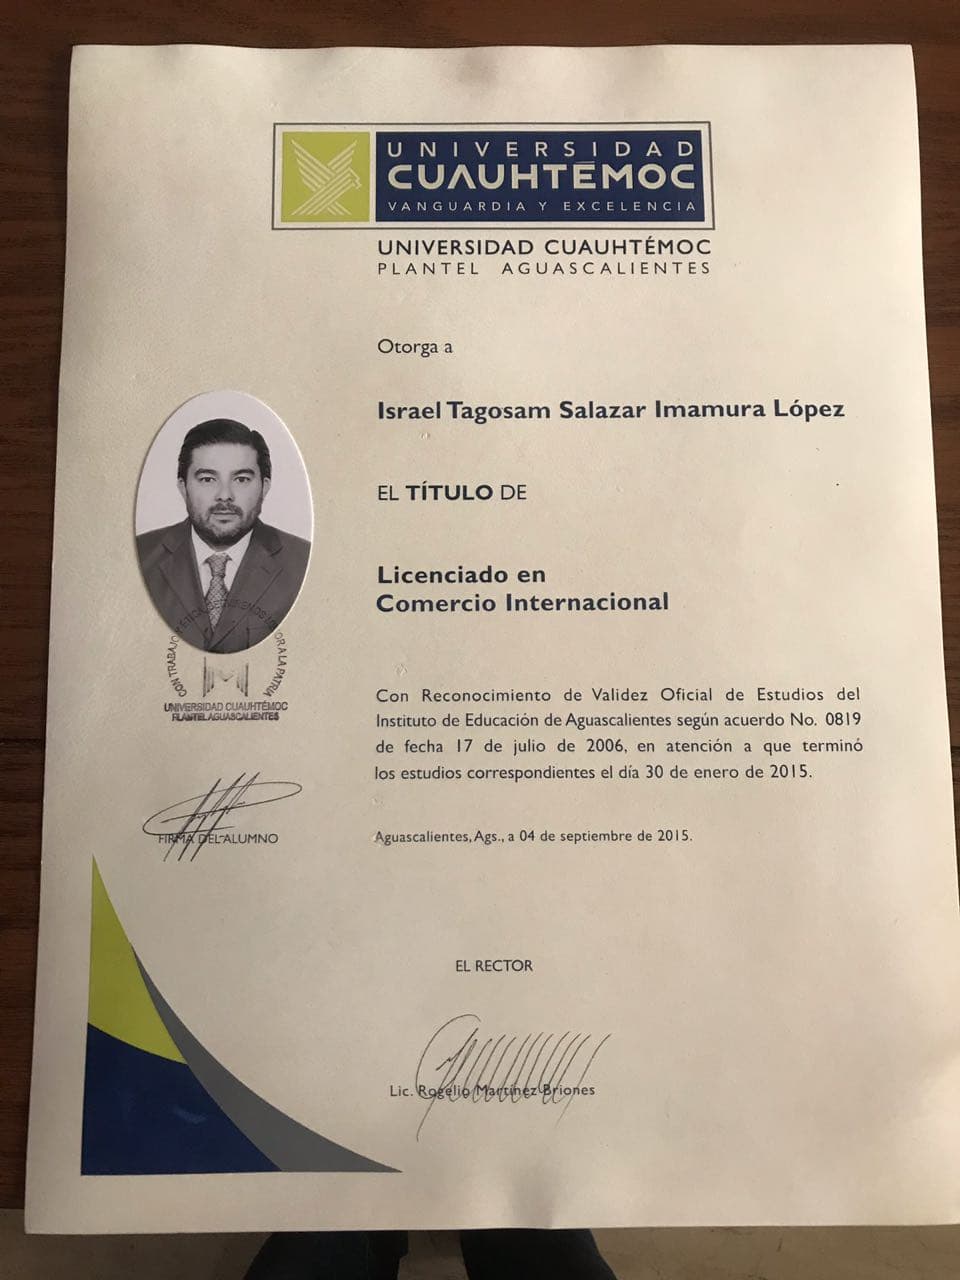 UNIVERSIDAD
CUAUHTÉMOC
VANGUARDIA Y EXCELENCIA
UNIVERSIDAD CUAUHTÉMOC
PLANTEL AGUASCALIENTES
Otorga a
Israel Tagosam Salazar Imamura López
EL TÍTULO DE
Licenciado en
Comercio Internacional
Con Reconocimiento de Validez Oficial de Estudios del
Instituto de Educación de Aguascalientes según acuerdo No. 0819
de fecha 17 de julio de 2006, en atención a que terminó
los estudios correspondientes el día 30 de enero de 2015.
CON TRABAJO
A LA PATRIA
UNIVERSIDAD CUAUHTÉMOC
PLANTEL AGUASCALIENTES
FIRMA DEL ALUMNO
Aguascalientes, Ags., a 04 de septiembre de 2015.
EL RECTOR
Lic. Rogelio Martínez Briones